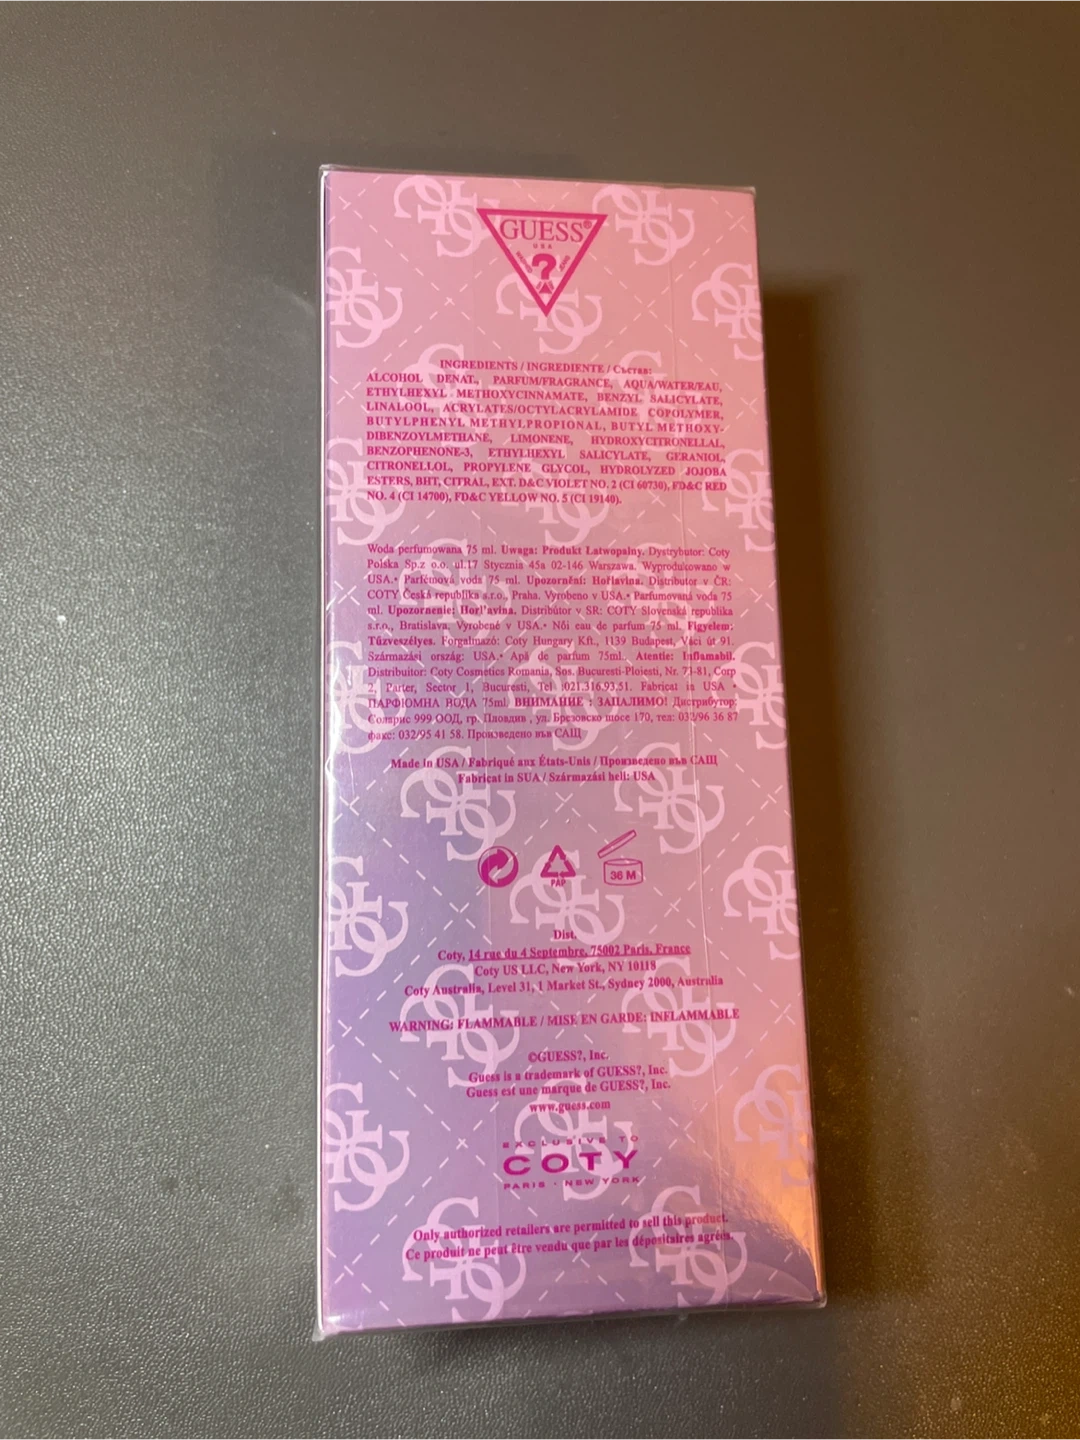 GUESS®
USA
?
INGREDIENTS / INGREDIENTE / Състав:
ALCOHOL DENAT., PARFUM/FRAGRANCE, AQUA/WATER/EAU,
ETHYLHEXYL METHOXYCINNAMATE, BENZYL SALICYLATE,
LINALOOL, ACRYLATES/OCTYLACRYLAMIDE COPOLYMER,
BUTYLPHENYL METHYLPROPIONAL, BUTYL METHOXY-
DIBENZOYLMETHANE, LIMONENE, HYDROXYCITRONELLAL,
BENZOPHENONE-3, ETHYLHEXYL SALICYLATE, GERANIOL,
CITRONELLOL, PROPYLENE GLYCOL, HYDROLYZED JOJOBA
ESTERS, BHT, CITRAL, EXT. D&C VIOLET NO. 2 (CI 60730), FD&C RED
NO. 4 (CI 14700), FD&C YELLOW NO. 5 (CI 19140).
Woda perfumowana 75 ml. Uwaga: Produkt Łatwopalny. Dystrybutor: Coty
Polska Sp.z o.o. ul.17 Stycznia 45a 02-146 Warszawa. Wyprodukowano w
USA.• Parfémová voda 75 ml. Upozornění: Hořlavina. Distributor v ČR:
COTY Česká republika s.r.o., Praha. Vyrobeno v USA.• Parfumovaná voda 75
ml. Upozornenie: Horľavina. Distribútor v SR: COTY Slovenská republika
s.r.o., Bratislava. Vyrobené v USA.• Női eau de parfum 75 ml. Figyelem:
Tűzveszélyes. Forgalmazó: Coty Hungary Kft., 1139 Budapest, Váci út 91.
Származási ország: USA.• Apă de parfum 75ml. Atentie: Inflamabil.
Distribuitor: Coty Cosmetics Romania, Sos. Bucuresti-Ploiesti, Nr. 73-81, Corp
2, Parter, Sector 1, Bucuresti, Tel :021.316.93.51. Fabricat in USA •
ПАРФЮМНА ВОДА 75ml ВНИМАНИЕ : ЗАПАЛИМО! Дистрибутор:
Соларис 999 ООД, гр. Пловдив , ул. Брезовско шосе 170, тел: 032/96 36 87
факс: 032/95 41 58. Произведено във САЩ
Made in USA / Fabriqué aux États-Unis / Произведено във САЩ
Fabricat in SUA / Származási heli: USA
PAP
36 M
Dist.
Coty, 14 rue du 4 Septembre, 75002 Paris, France
Coty US LLC, New York, NY 10118
Coty Australia, Level 31, 1 Market St., Sydney 2000, Australia
WARNING: FLAMMABLE / MISE EN GARDE: INFLAMMABLE
©GUESS?, Inc.
Guess is a trademark of GUESS?, Inc.
Guess est une marque de GUESS?, Inc.
www.guess.com
EXCLUSIVE TO
COTY
PARIS · NEW YORK
Only authorized retailers are permitted to sell this product.
Ce produit ne peut être vendu que par les dépositaires agréés.